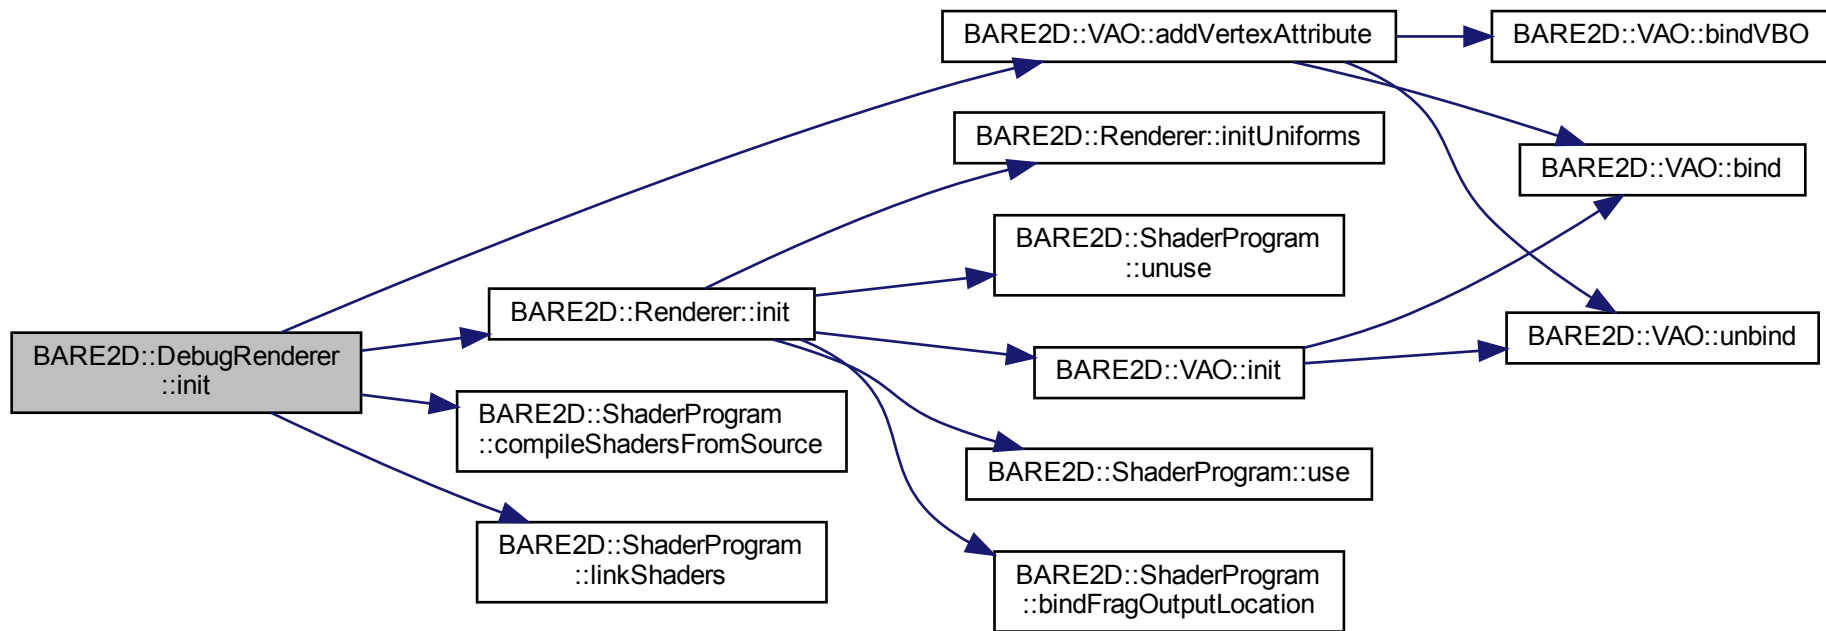 BARE2D::VAO::addVertexAttribute
BARE2D::VAO::bindVBO
BARE2D::Renderer::initUniforms
BARE2D::VAO::bind
BARE2D::ShaderProgram
::unuse
BARE2D::Renderer::init
BARE2D::VAO::unbind
BARE2D::DebugRenderer
::init
BARE2D::VAO::init
BARE2D::ShaderProgram
::compileShadersFromSource
BARE2D::ShaderProgram::use
BARE2D::ShaderProgram
::linkShaders
BARE2D::ShaderProgram
::bindFragOutputLocation